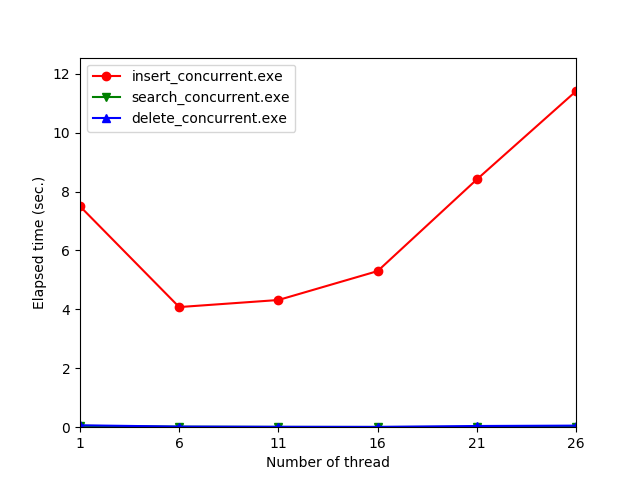 12
10
8
6
4
2
0
Elapsed time (sec.)
insert_concurrent.exe
search_concurrent.exe
delete_concurrent.exe
1 6 11 16 21 26
Number of thread